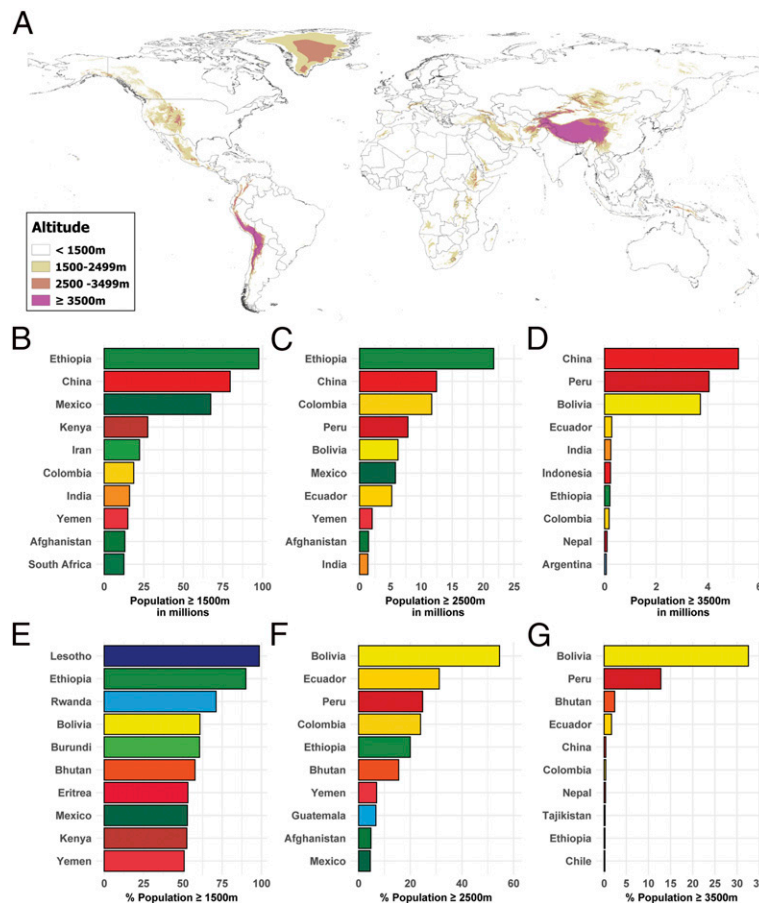 A
Altitude
< 1500m
1500-2499m
2500 -3499m
≥ 3500m
B
Ethiopia
China
Mexico
Kenya
Iran
Colombia
India
Yemen
Afghanistan
South Africa
0 25 50 75 100
Population ≥ 1500m
in millions
C
Ethiopia
China
Colombia
Peru
Bolivia
Mexico
Ecuador
Yemen
Afghanistan
India
0 5 10 15 20 25
Population ≥ 2500m
in millions
D
China
Peru
Bolivia
Ecuador
India
Indonesia
Ethiopia
Colombia
Nepal
Argentina
0 2 4 6
Population ≥ 3500m
in millions
E
Lesotho
Ethiopia
Rwanda
Bolivia
Burundi
Bhutan
Eritrea
Mexico
Kenya
Yemen
0 25 50 75 100
% Population ≥ 1500m
F
Bolivia
Ecuador
Peru
Colombia
Ethiopia
Bhutan
Yemen
Guatemala
Afghanistan
Mexico
0 20 40 60
% Population ≥ 2500m
G
Bolivia
Peru
Bhutan
Ecuador
China
Colombia
Nepal
Tajikistan
Ethiopia
Chile
0 5 10 15 20 25 30 35
% Population ≥ 3500m